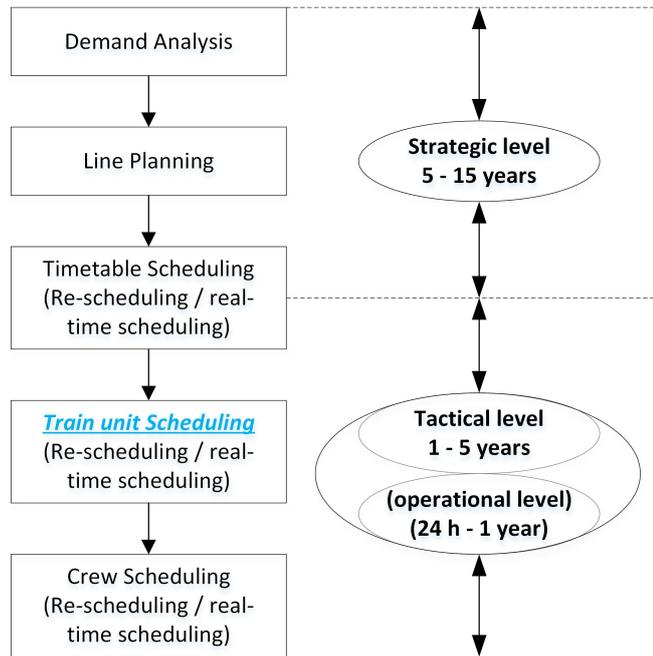 Demand Analysis
Line Planning
Strategic level
5 - 15 years
Timetable Scheduling
(Re-scheduling / real-
time scheduling)
Train unit Scheduling
(Re-scheduling / real-
time scheduling)
Tactical level
1 - 5 years
(operational level)
(24 h - 1 year)
Crew Scheduling
(Re-scheduling / real-
time scheduling)